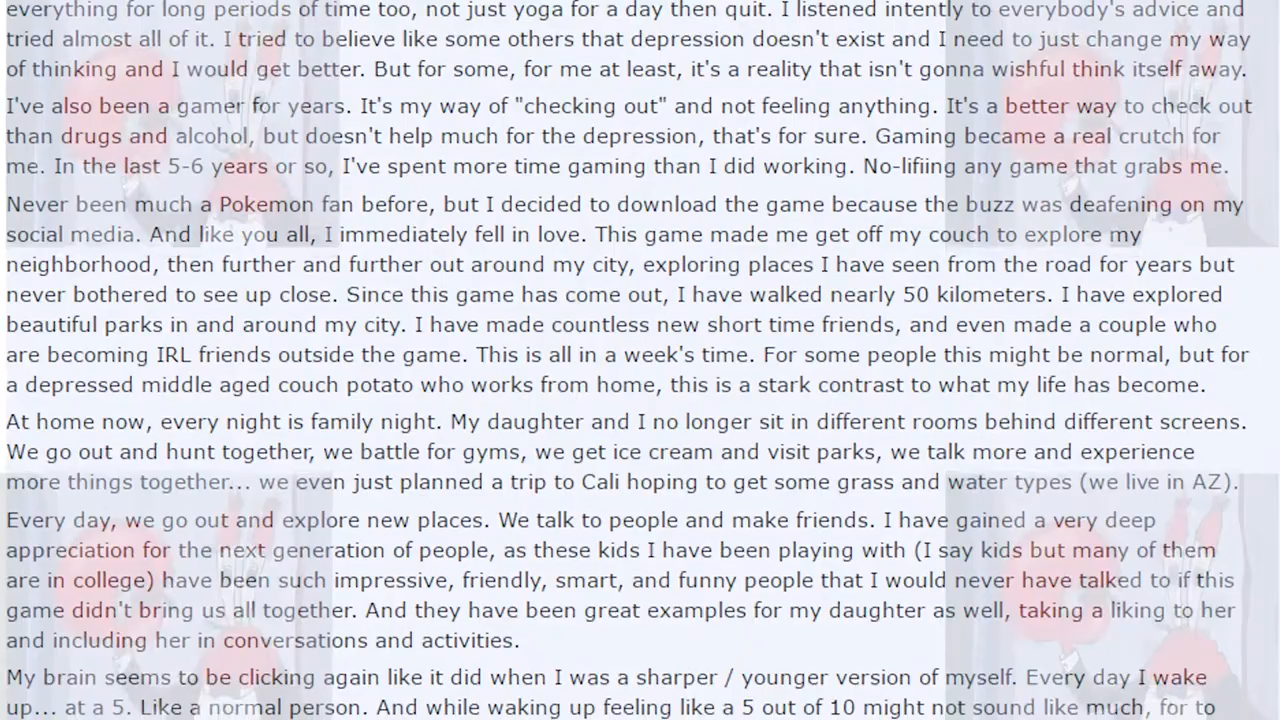 everything for long periods of time too, not just yoga for a day then quit. I listened intently to everybody's advice and
tried almost all of it. I tried to believe like some others that depression doesn't exist and I need to just change my way
of thinking and I would get better. But for some, for me at least, it's a reality that isn't gonna wishful think itself away.
I've also been a gamer for years. It's my way of "checking out" and not feeling anything. It's a better way to check out
than drugs and alcohol, but doesn't help much for the depression, that's for sure. Gaming became a real crutch for
me. In the last 5-6 years or so, I've spent more time gaming than I did working. No-lifiing any game that grabs me.
Never been much a Pokemon fan before, but I decided to download the game because the buzz was deafening on my
social media. And like you all, I immediately fell in love. This game made me get off my couch to explore my
neighborhood, then further and further out around my city, exploring places I have seen from the road for years but
never bothered to see up close. Since this game has come out, I have walked nearly 50 kilometers. I have explored
beautiful parks in and around my city. I have made countless new short time friends, and even made a couple who
are becoming IRL friends outside the game. This is all in a week's time. For some people this might be normal, but for
a depressed middle aged couch potato who works from home, this is a stark contrast to what my life has become.
At home now, every night is family night. My daughter and I no longer sit in different rooms behind different screens.
We go out and hunt together, we battle for gyms, we get ice cream and visit parks, we talk more and experience
more things together... we even just planned a trip to Cali hoping to get some grass and water types (we live in AZ).
Every day, we go out and explore new places. We talk to people and make friends. I have gained a very deep
appreciation for the next generation of people, as these kids I have been playing with (I say kids but many of them
are in college) have been such impressive, friendly, smart, and funny people that I would never have talked to if this
game didn't bring us all together. And they have been great examples for my daughter as well, taking a liking to her
and including her in conversations and activities.
My brain seems to be clicking again like it did when I was a sharper / younger version of myself. Every day I wake
up... at a 5. Like a normal person. And while waking up feeling like a 5 out of 10 might not sound like much, for to